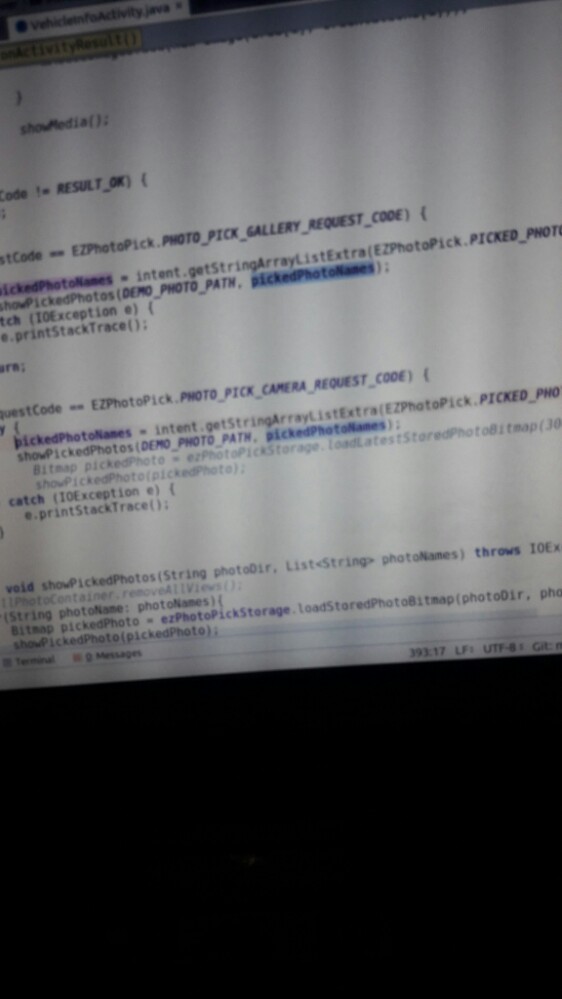 VehicleInfoActivity.java
onActivityResult()
}
showMedia();
Code != RESULT_OK) {
;
stCode == EZPhotoPick.PHOTO_PICK_GALLERY_REQUEST_CODE) {
pickedPhotoNames = intent.getStringArrayListExtra(EZPhotoPick.PICKED_PHOTO
showPickedPhotos(DEMO_PHOTO_PATH, pickedPhotoNames);
tch (IOException e) {
e.printStackTrace();
urn;
questCode == EZPhotoPick.PHOTO_PICK_CAMERA_REQUEST_CODE) {
y {
pickedPhotoNames = intent.getStringArrayListExtra(EZPhotoPick.PICKED_PHO
showPickedPhotos(DEMO_PHOTO_PATH, pickedPhotoNames);
Bitmap pickedPhoto = ezPhotoPickStorage.loadLatestStoredPhotoBitmap(30
showPickedPhoto(pickedPhoto);
catch (IOException e) {
e.printStackTrace();
}
void showPickedPhotos(String photoDir, List<String> photoNames) throws IOEx
llPhotoContainer.removeAllViews();
(String photoName: photoNames){
Bitmap pickedPhoto = ezPhotoPickStorage.loadStoredPhotoBitmap(photoDir, pho
showPickedPhoto(pickedPhoto);
Terminal 0 Messages 393:17 LF UTF-8 Git: